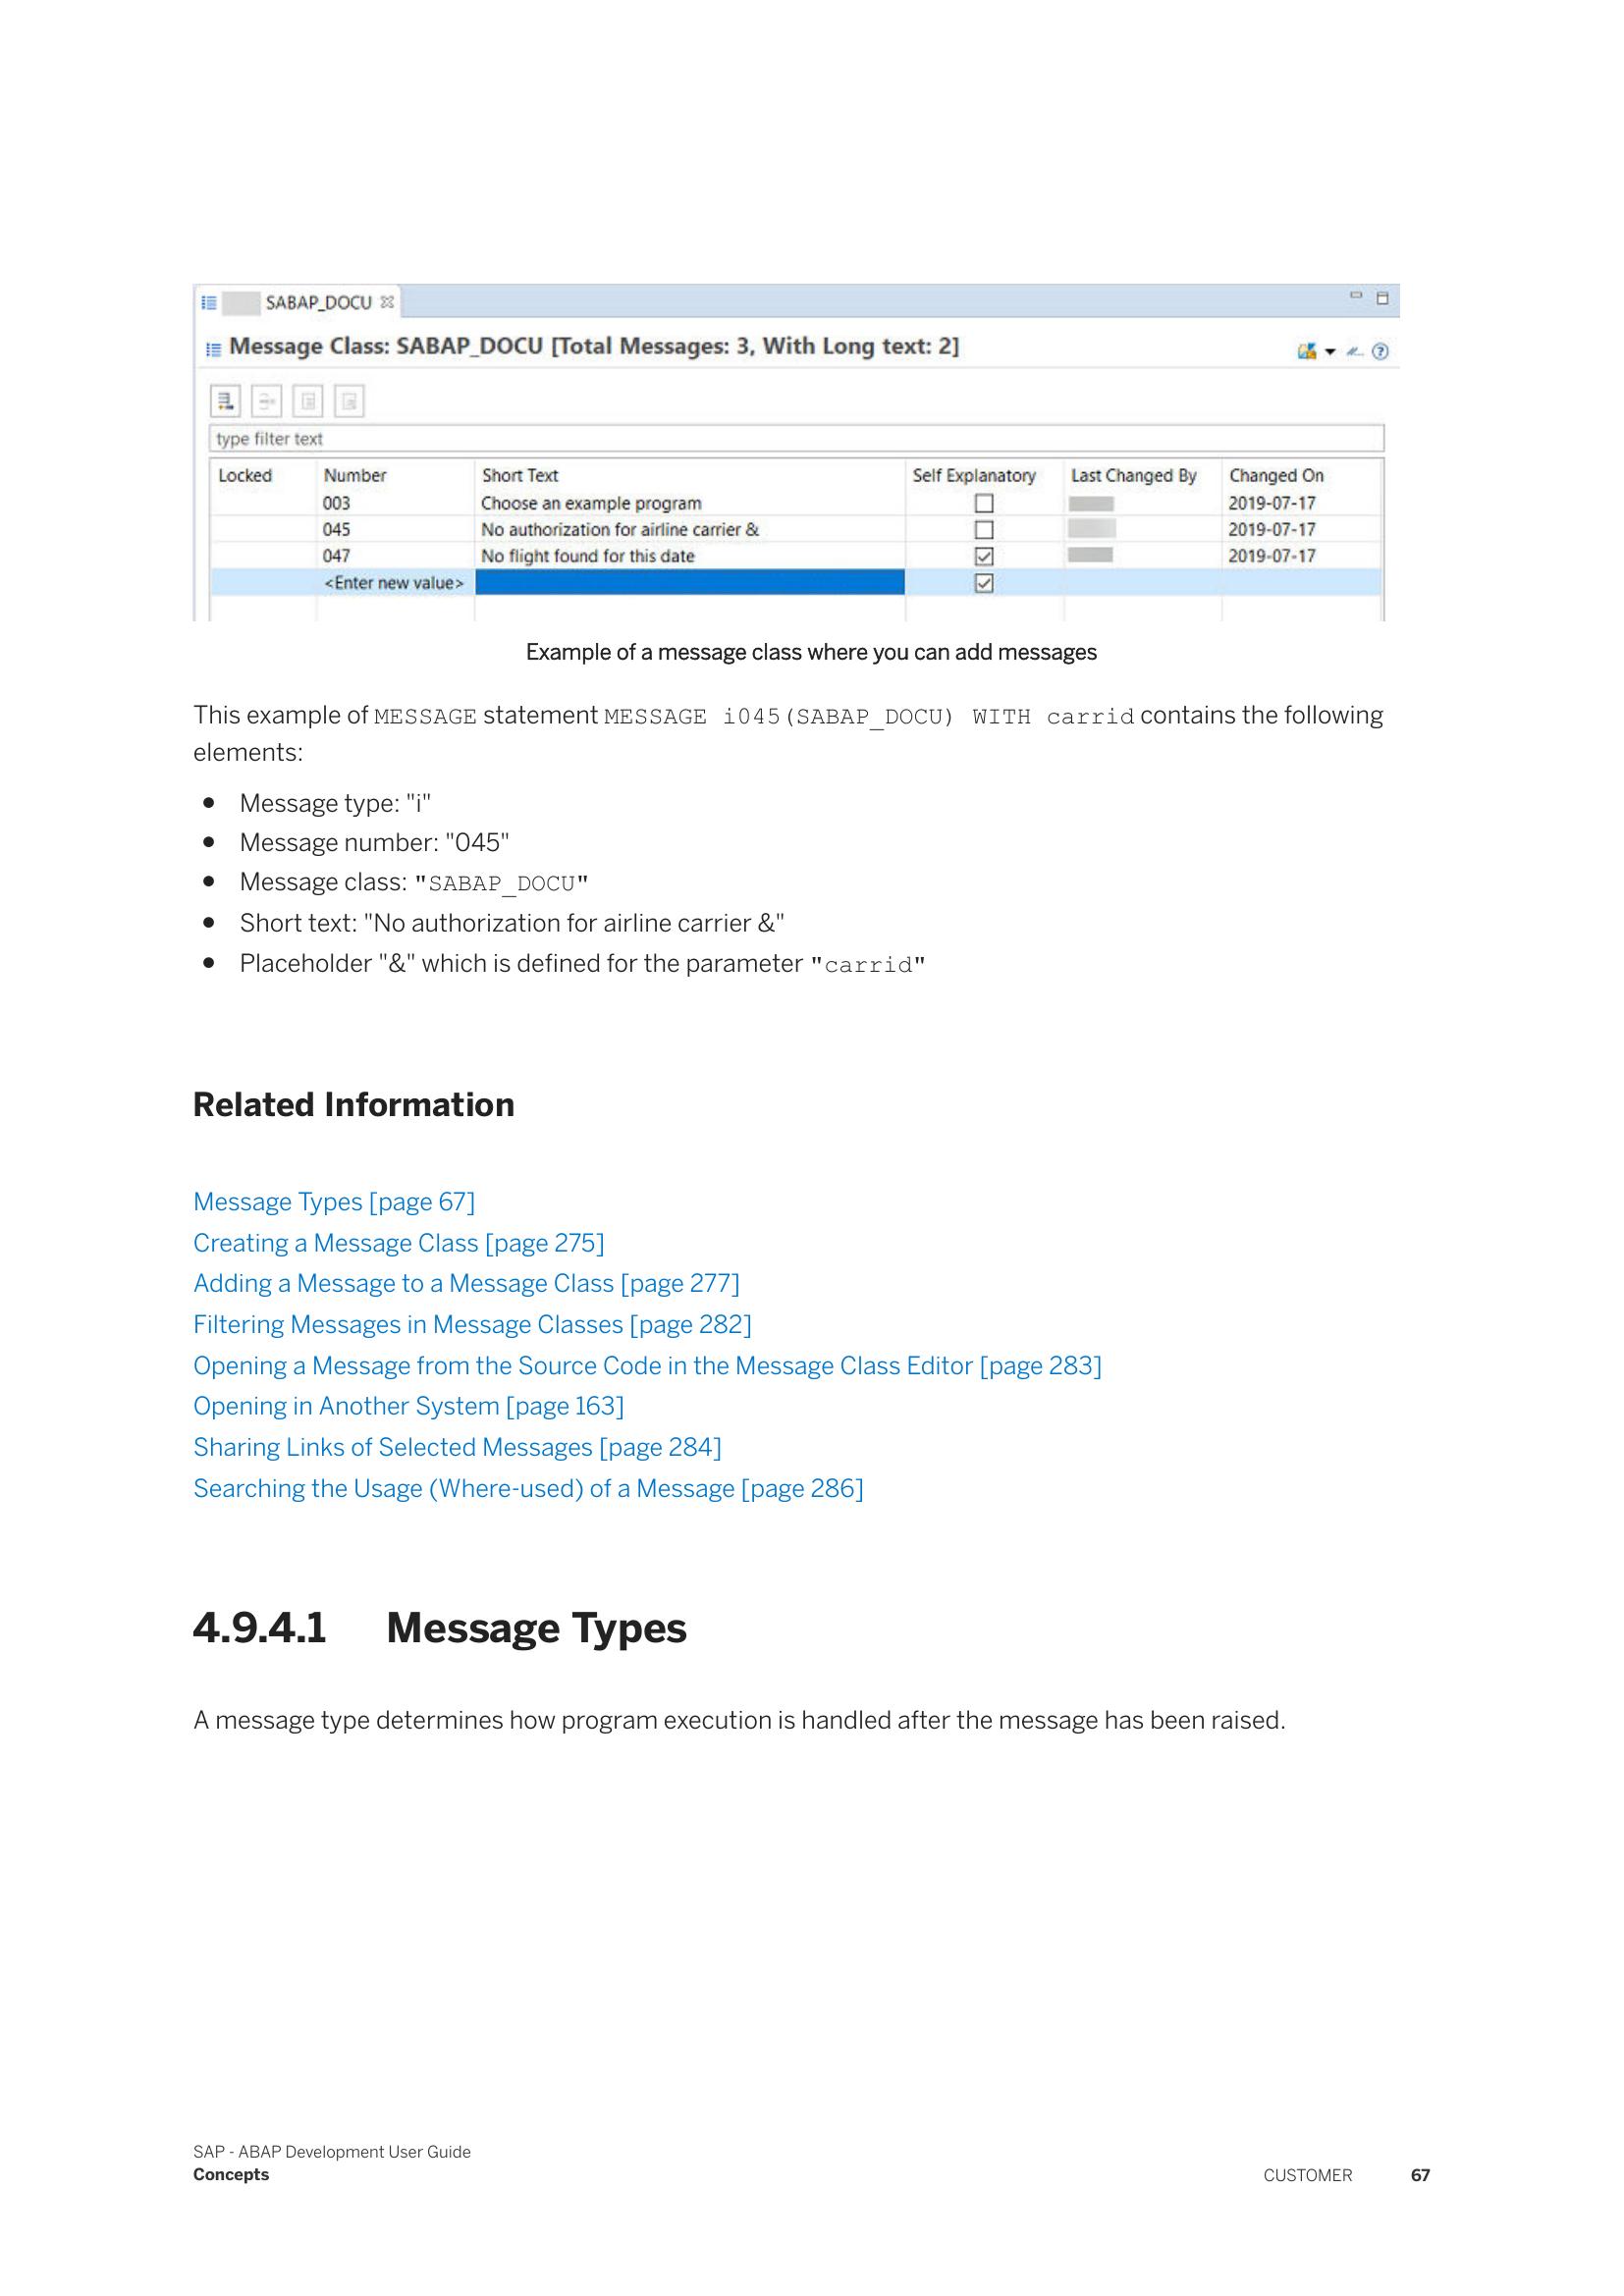 SABAP_DOCU
Message Class: SABAP_DOCU [Total Messages: 3, With Long text: 2]
type filter text
Locked Number Short Text Self Explanatory Last Changed By Changed On
003 Choose an example program 2019-07-17
045 No authorization for airline carrier & 2019-07-17
047 No flight found for this date 2019-07-17
<Enter new value>
Example of a message class where you can add messages
This example of MESSAGE statement MESSAGE i045(SABAP_DOCU) WITH carrid contains the following
elements:
• Message type: "i"
• Message number: "045"
• Message class: "SABAP_DOCU"
• Short text: "No authorization for airline carrier &"
• Placeholder "&" which is defined for the parameter "carrid"
Related Information
Message Types [page 67]
Creating a Message Class [page 275]
Adding a Message to a Message Class [page 277]
Filtering Messages in Message Classes [page 282]
Opening a Message from the Source Code in the Message Class Editor [page 283]
Opening in Another System [page 163]
Sharing Links of Selected Messages [page 284]
Searching the Usage (Where-used) of a Message [page 286]
4.9.4.1 Message Types
A message type determines how program execution is handled after the message has been raised.
SAP - ABAP Development User Guide
Concepts
CUSTOMER 67